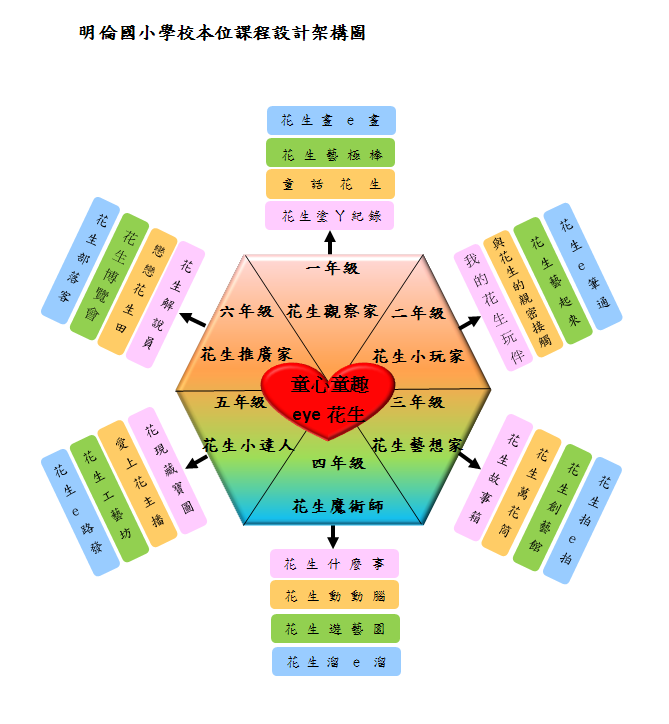 明倫國小學校本位課程設計架構圖
花生畫e畫
花生藝極棒
童話花生
花生塗丫紀錄
一年級
花生觀察家
二年級
花生小玩家
我的花生玩伴
與花生的親密接觸
花生藝起來
花生e筆通
三年級
花生藝想家
花生故事箱
花生萬花筒
花生創藝館
花生拍e拍
四年級
花生魔術師
花生什麼事
花生動動腦
花生遊藝園
花生溜e溜
五年級
花生小達人
花現藏寶圖
愛上花主播
花生工藝坊
花生e路發
六年級
花生推廣家
花生解說員
戀戀花生田
花生博覽會
花生部落客
童心童趣
eye花生